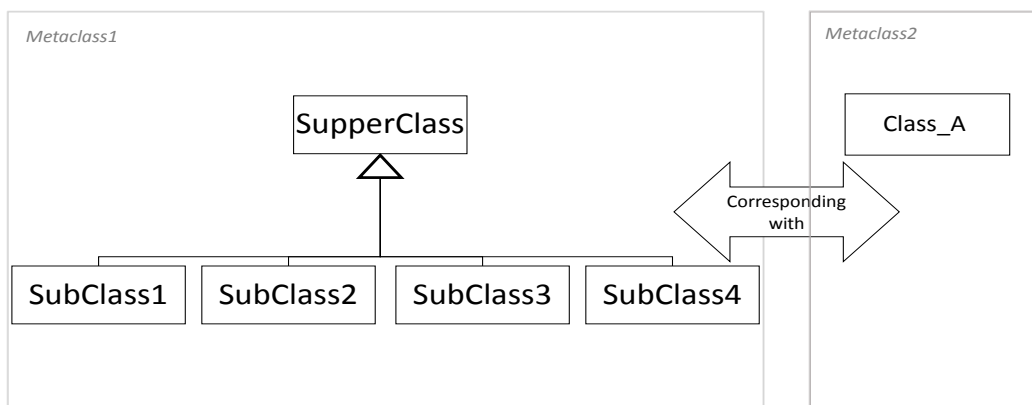 Metaclass1
Metaclass2
SupperClass
Class_A
Corresponding
with
SubClass1
SubClass2
SubClass3
SubClass4